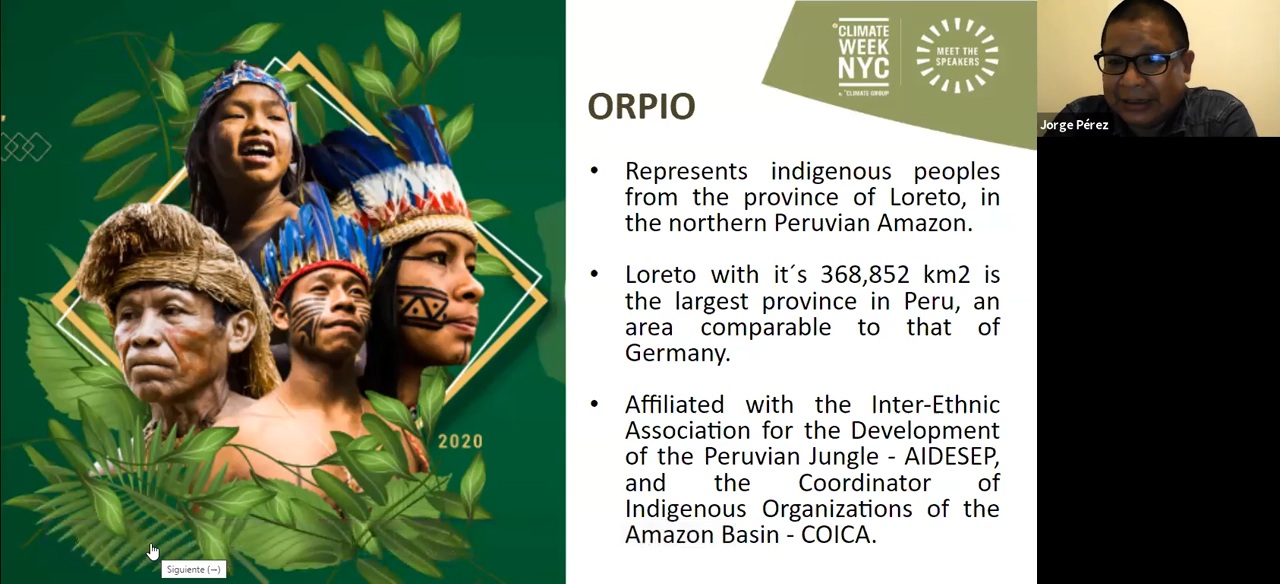 CLIMATE
WEEK
NYC
CLIMATE GROUP
MEET THE
SPEAKERS
Jorge Pérez
ORPIO
• Represents indigenous peoples
from the province of Loreto, in
the northern Peruvian Amazon.
• Loreto with it´s 368,852 km2 is
the largest province in Peru, an
area comparable to that of
Germany.
• Affiliated with the Inter-Ethnic
Association for the Development
of the Peruvian Jungle - AIDESEP,
and the Coordinator of
Indigenous Organizations of the
Amazon Basin - COICA.
2020
Siguiente (→)